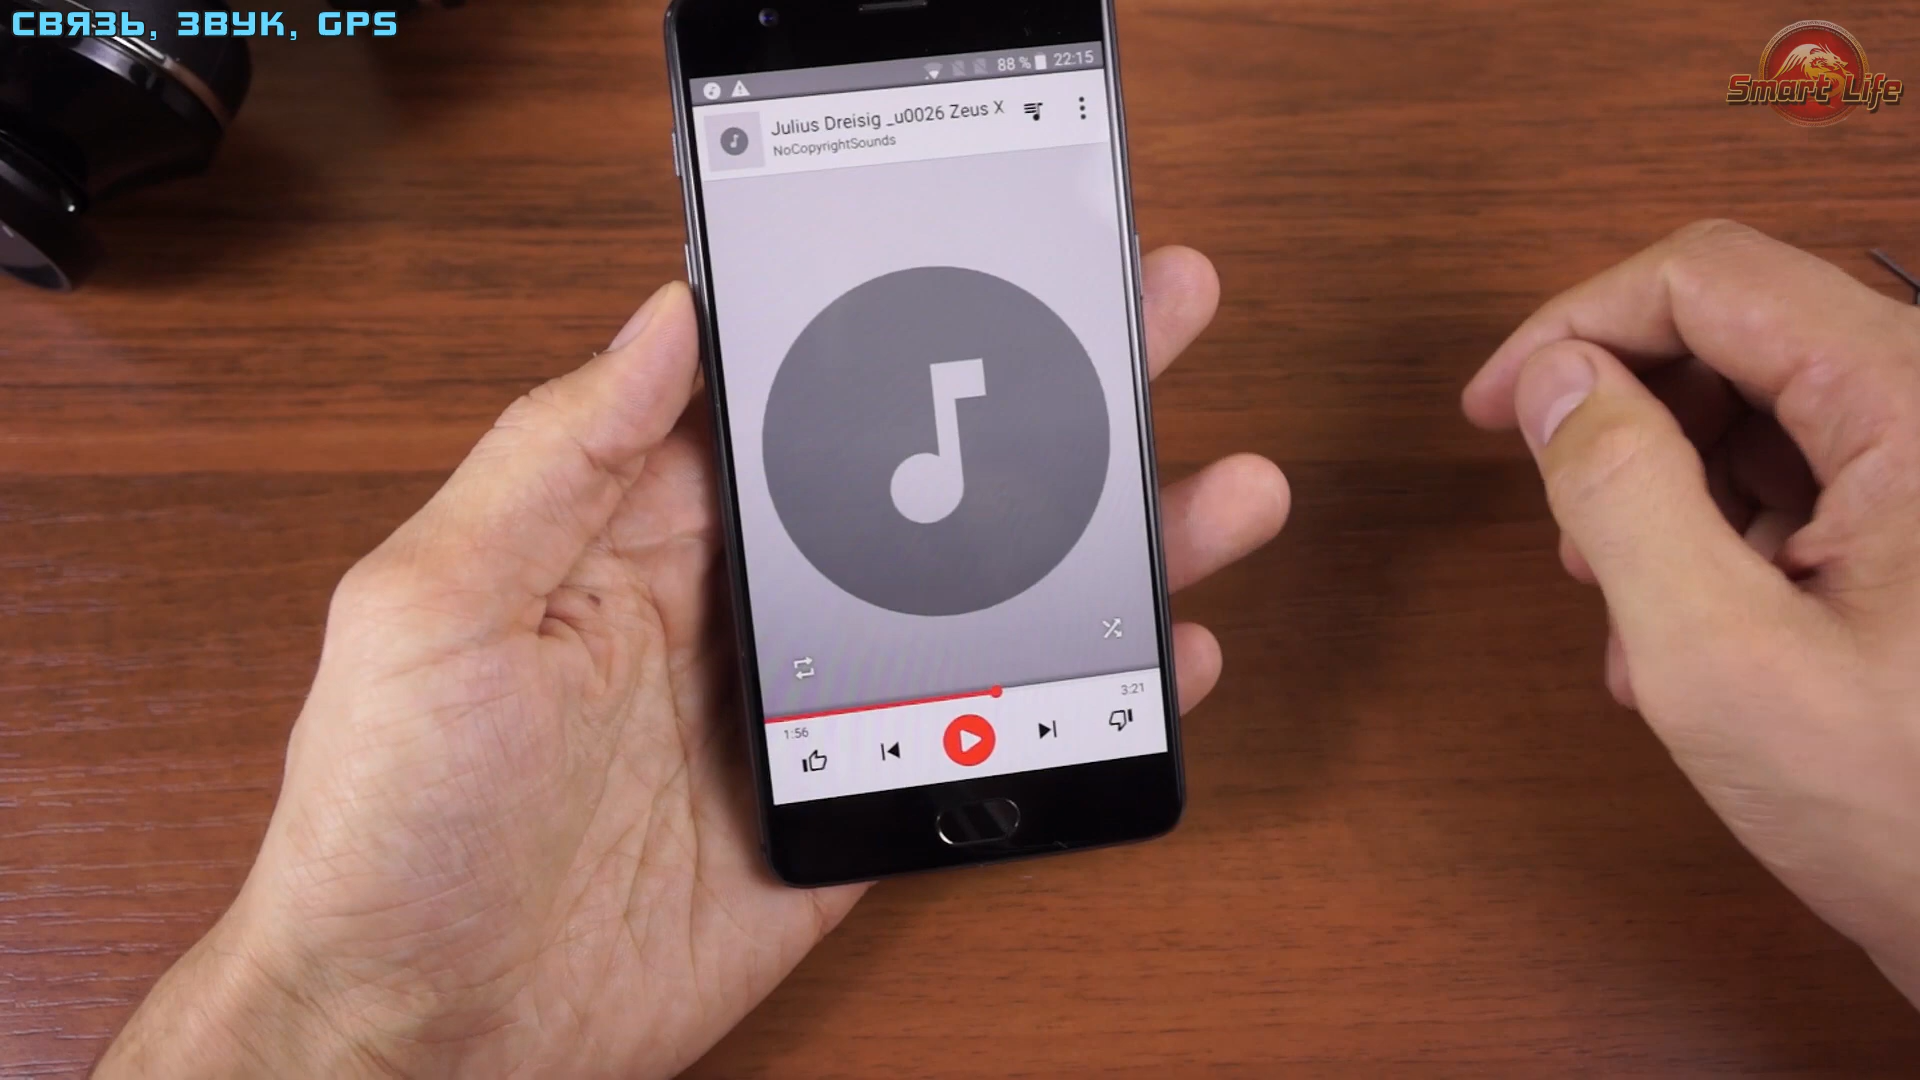 СВЯЗЬ, ЗВУК, GPS
Smart Life
88 % 22:15
Julius Dreisig _u0026 Zeus X
NoCopyrightSounds
3:21
1:56